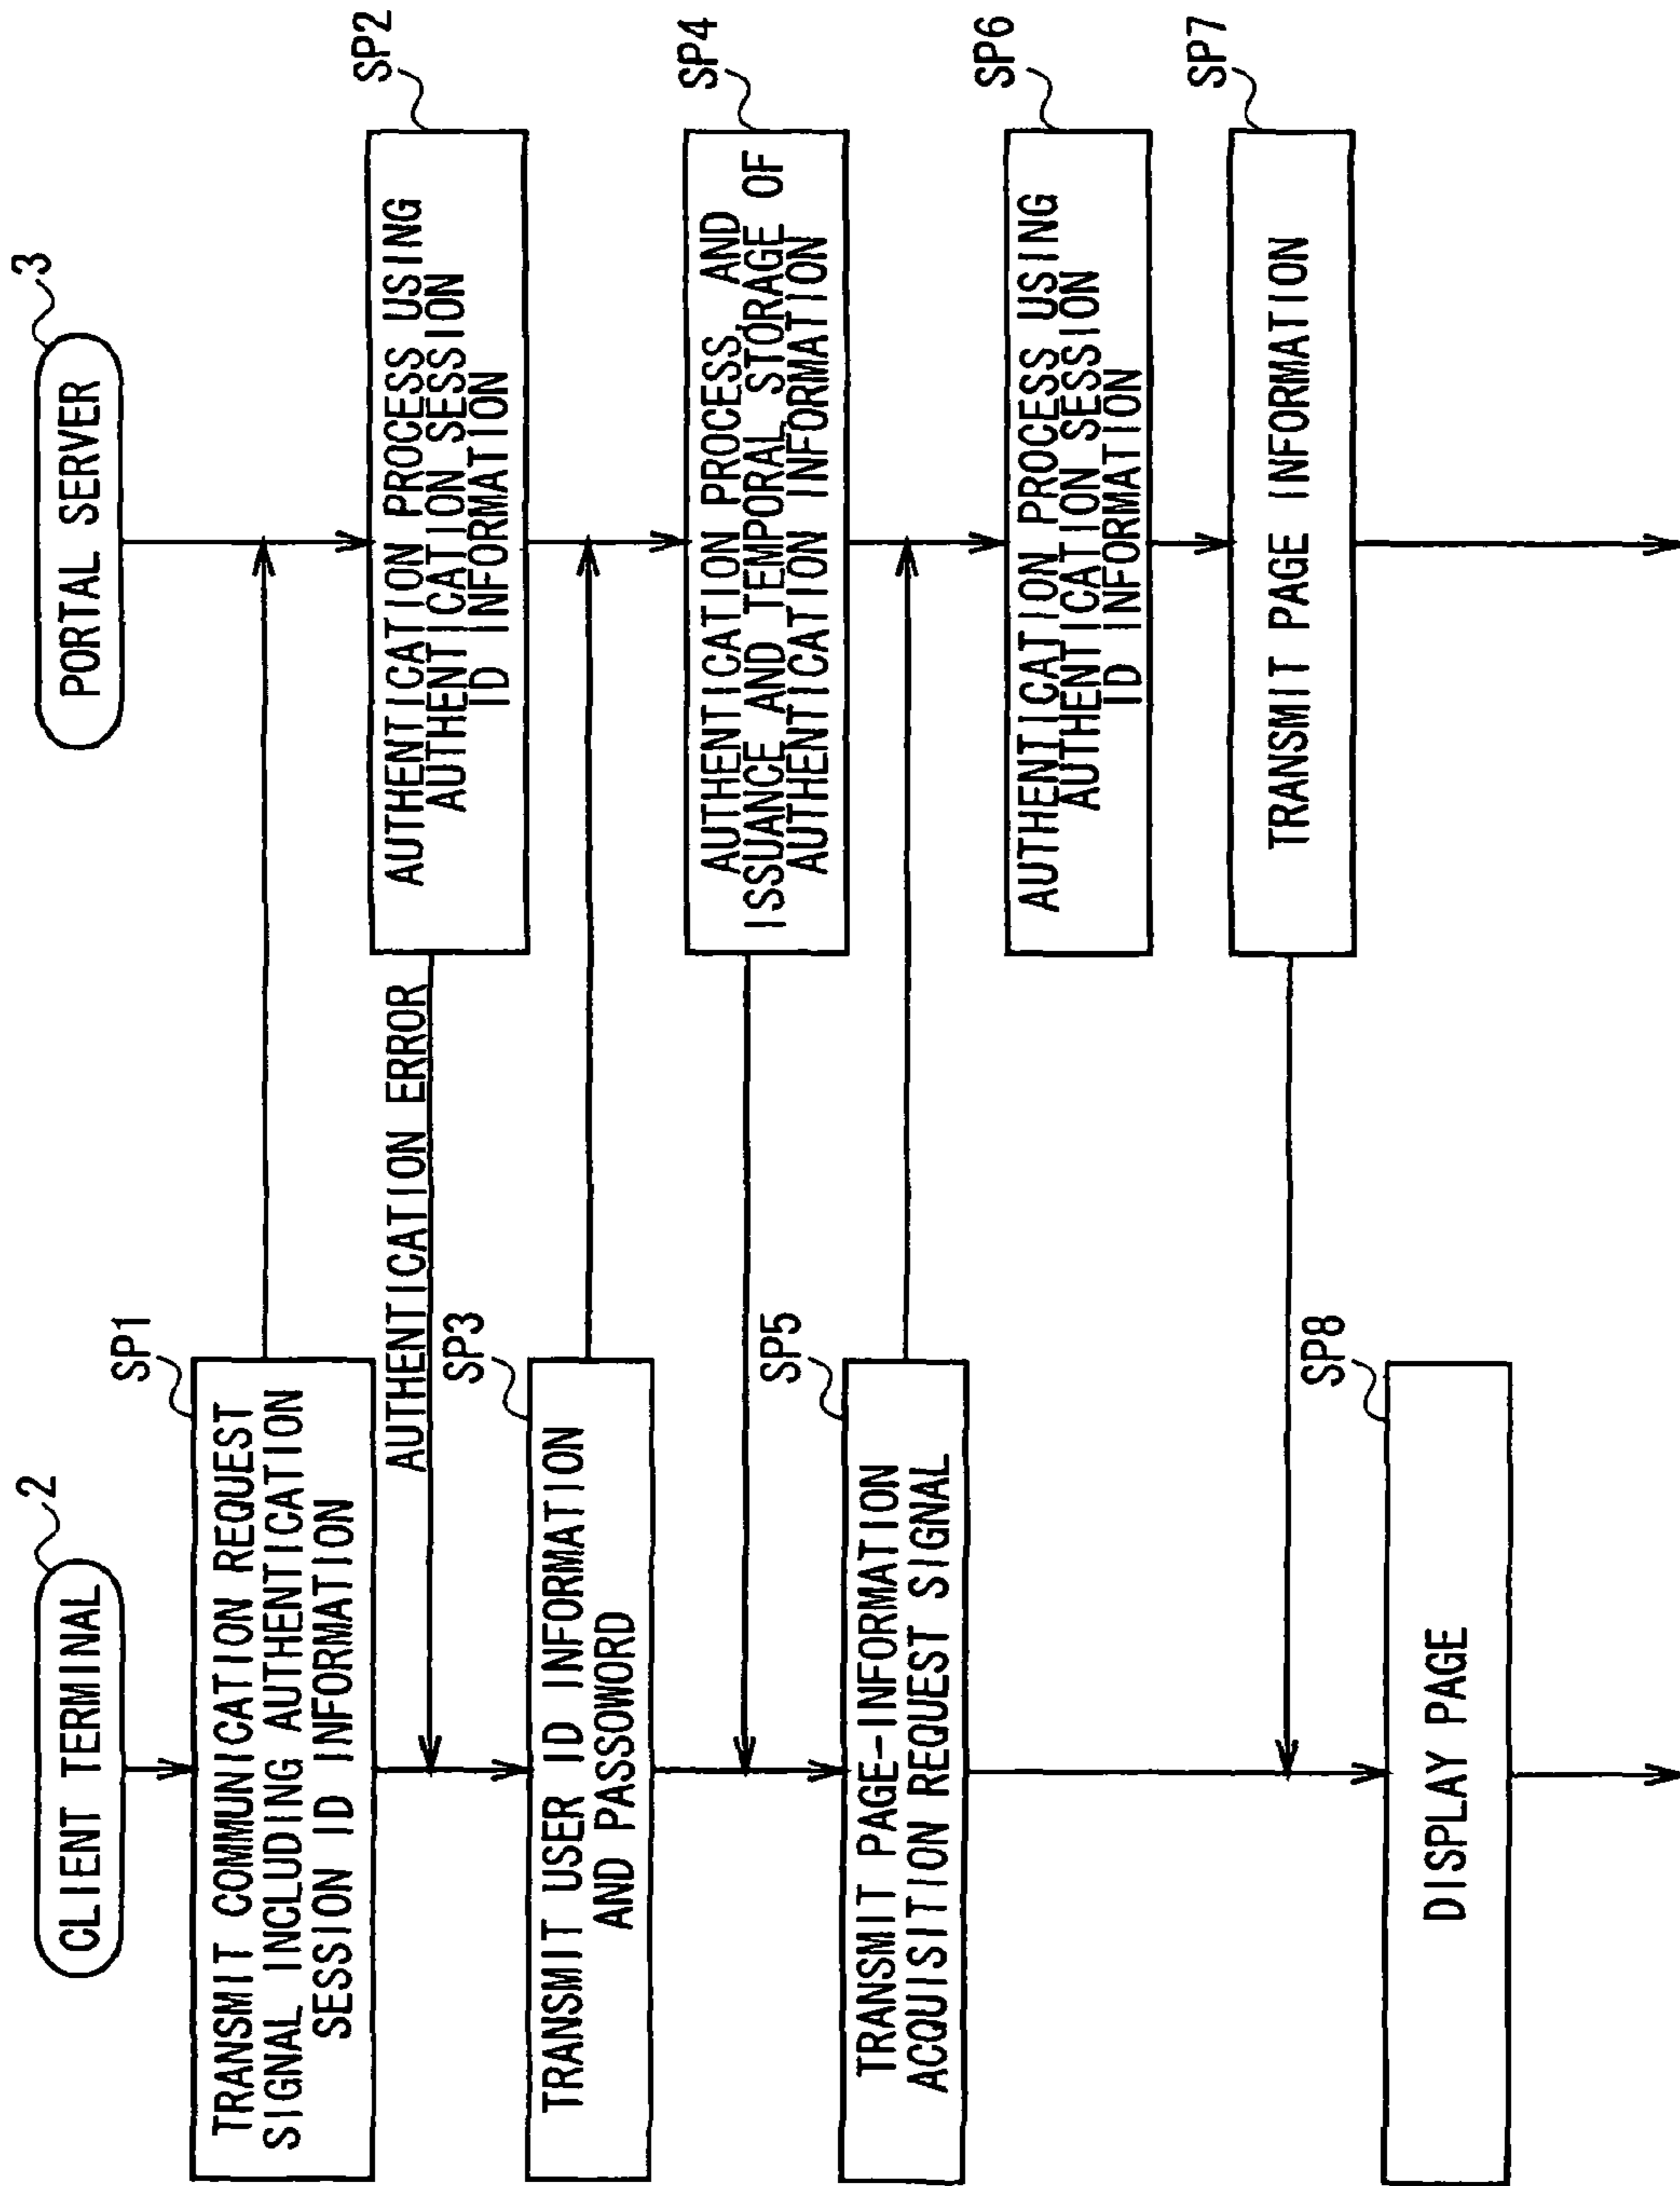 CLIENT TERMINAL
2
PORTAL SERVER
3
SP1
TRANSMIT COMMUNICATION REQUEST
SIGNAL INCLUDING AUTHENTICATION
SESSION ID INFORMATION
SP2
AUTHENTICATION PROCESS USING
AUTHENTICATION SESSION
ID INFORMATION
AUTHENTICATION ERROR
SP3
TRANSMIT USER ID INFORMATION
AND PASSOWORD
SP4
AUTHENTICATION PROCESS AND
ISSUANCE AND TEMPORAL STORAGE OF
AUTHENTICATION INFORMATION
SP5
TRANSMIT PAGE-INFORMATION
ACQUISITION REQUEST SIGNAL
SP6
AUTHENTICATION PROCESS USING
AUTHENTICATION SESSION
ID INFORMATION
SP7
TRANSMIT PAGE INFORMATION
SP8
DISPLAY PAGE